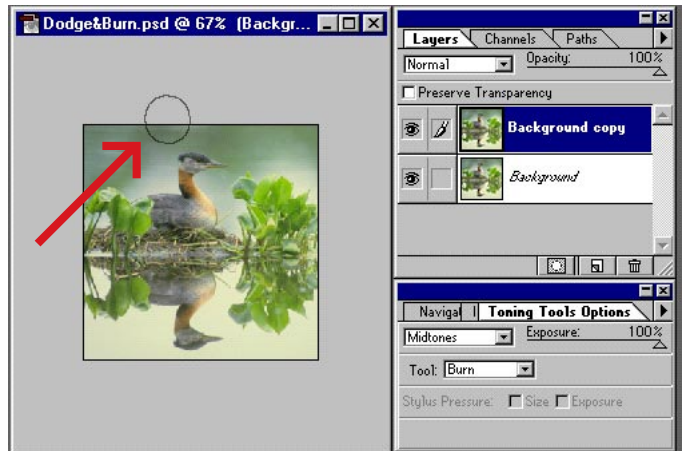 Dodge&Burn.psd @ 67% (Backgr...
Layers Channels Paths
Normal Opacity: 100%
Preserve Transparency
Background copy
Background
Navigat Toning Tools Options
Midtones Exposure: 100%
Tool: Burn
Stylus Pressure: Size Exposure